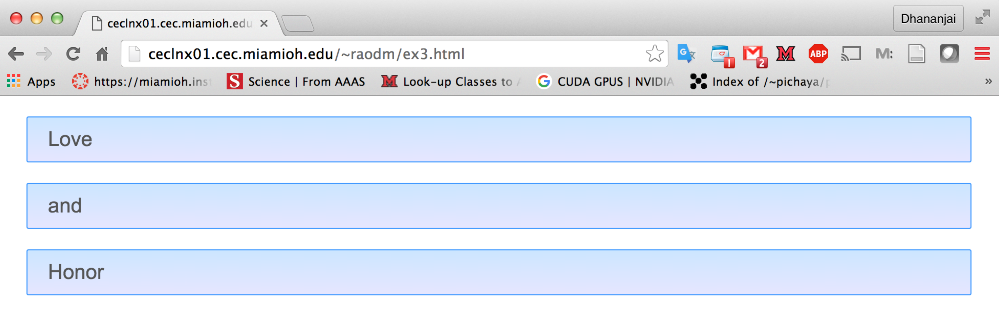 ceclnx01.cec.miamioh.edu
Dhananjai
ceclnx01.cec.miamioh.edu/~raodm/ex3.html
G
!
2
M
ABP
M:
Apps
https://miamioh.inst
S Science | From AAAS
M Look-up Classes to A
G CUDA GPUS | NVIDIA
Index of /~pichaya/p
»
Love
and
Honor